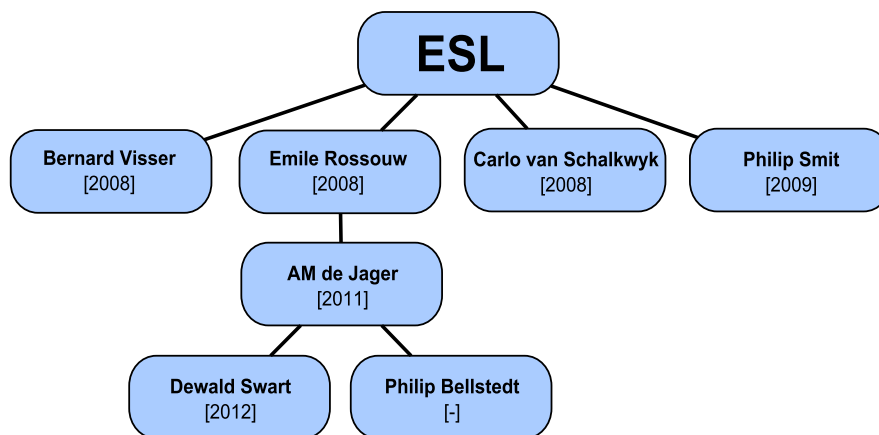 ESL
Bernard Visser
[2008]
Emile Rossouw
[2008]
Carlo van Schalkwyk
[2008]
Philip Smit
[2009]
AM de Jager
[2011]
Dewald Swart
[2012]
Philip Bellstedt
[-]